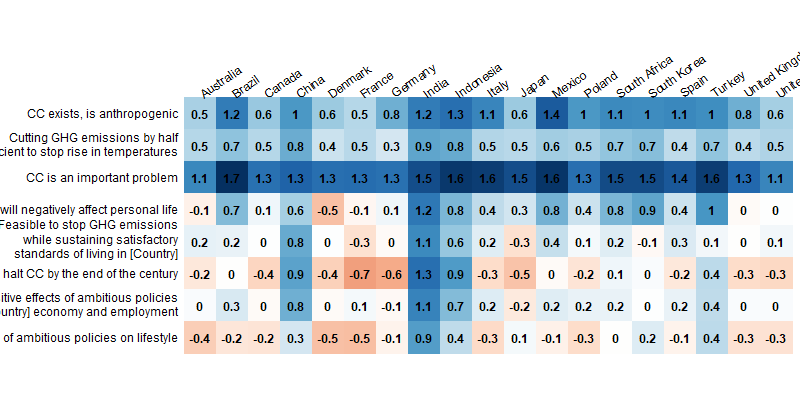 Australia Brazil Canada China Denmark France Germany India Indonesia Italy Japan Mexico Poland South Africa South Korea Spain Turkey United
CC exists, is anthropogenic 0.5 1.2 0.6 1 0.6 0.5 0.8 1.2 1.3 1.1 0.6 1.4 1 1.1 1 1.1 1 0.8 0.6
Cutting GHG emissions by half
to stop rise in temperatures 0.5 0.7 0.5 0.8 0.4 0.5 0.3 0.9 0.8 0.5 0.5 0.6 0.5 0.7 0.7 0.4 0.7 0.4 0.5
CC is an important problem 1.1 1.7 1.3 1.3 1.3 1.3 1.3 1.5 1.6 1.6 1.5 1.6 1.3 1.5 1.5 1.4 1.6 1.3 1.1
will negatively affect personal life -0.1 0.7 0.1 0.6 -0.5 -0.1 0.1 1.2 0.8 0.4 0.3 0.8 0.4 0.8 0.9 0.4 1 0 0
Feasible to stop GHG emissions
while sustaining satisfactory 0.2 0.2 0 0.8 0 -0.3 0 1.1 0.6 0.2 -0.3 0.4 0.1 0.2 -0.1 0.3 0.1 0 0.1
standards of living in [Country]
halt CC by the end of the century -0.2 0 -0.4 0.9 -0.4 -0.7 -0.6 1.3 0.9 -0.3 -0.5 0 -0.2 0.1 0 -0.2 0.4 -0.3 -0.3
effects of ambitious policies
economy and employment 0 0.3 0 0.8 0 0.1 -0.1 1.1 0.7 0.2 -0.2 0.2 0.2 0.2 0 0.2 0.4 0 0
of ambitious policies on lifestyle -0.4 -0.2 -0.2 0.3 -0.5 -0.5 -0.1 0.9 0.4 -0.3 0.1 -0.1 -0.3 0 0.2 -0.1 0.4 -0.3 -0.3